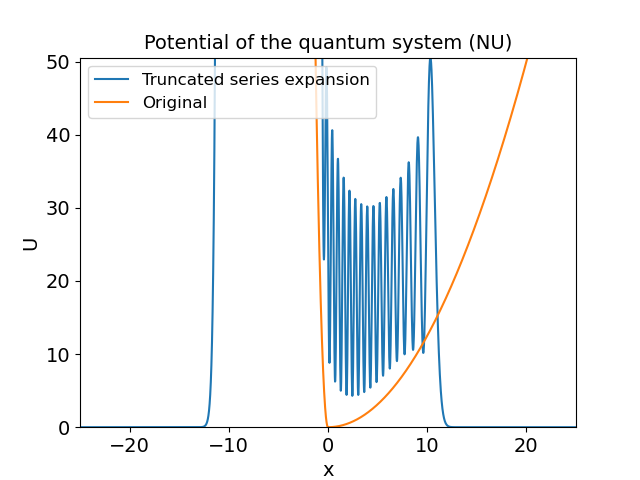 Potential of the quantum system (NU)
Truncated series expansion
Original
50
40
30
20
10
0
U
−20
−10
0
10
20
x